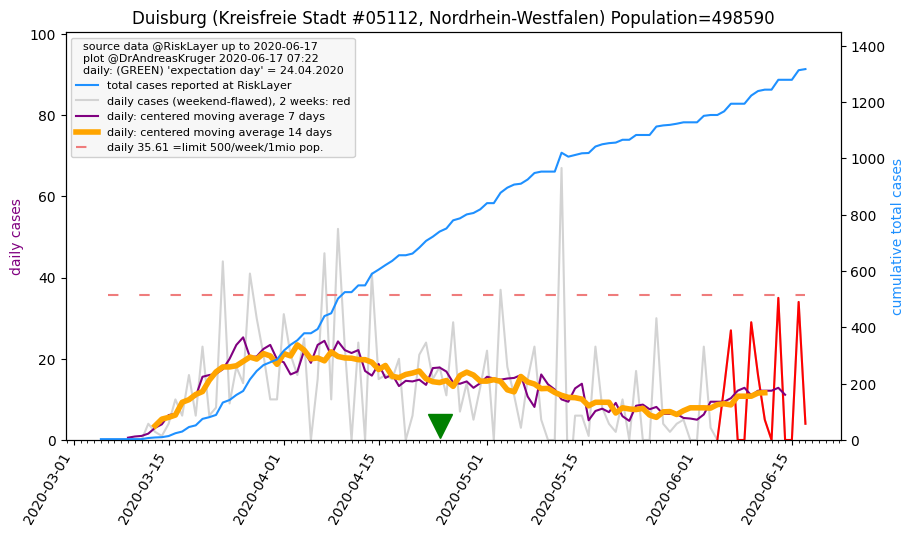 Duisburg (Kreisfreie Stadt #05112, Nordrhein-Westfalen) Population=498590
source data @RiskLayer up to 2020-06-17
plot @DrAndreasKruger 2020-06-17 07:22
daily: (GREEN) 'expectation day' = 24.04.2020
total cases reported at RiskLayer
daily cases (weekend-flawed), 2 weeks: red
daily: centered moving average 7 days
daily: centered moving average 14 days
daily 35.61 =limit 500/week/1mio pop.
daily cases
100
80
60
40
20
0
1400
1200
1000
800
600
400
200
0
cumulative total cases
2020-03-01
2020-03-15
2020-04-01
2020-04-15
2020-05-01
2020-05-15
2020-06-01
2020-06-15